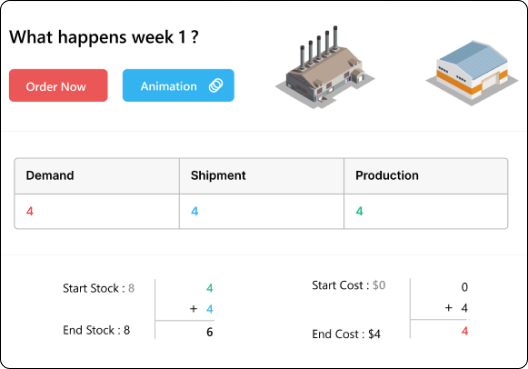 What happens week 1 ?
Order Now
Animation
Demand Shipment Production
4 4 4
Start Stock : 8
4
+ 4
End Stock : 8
6
Start Cost : $0
0
+ 4
End Cost : $4
4